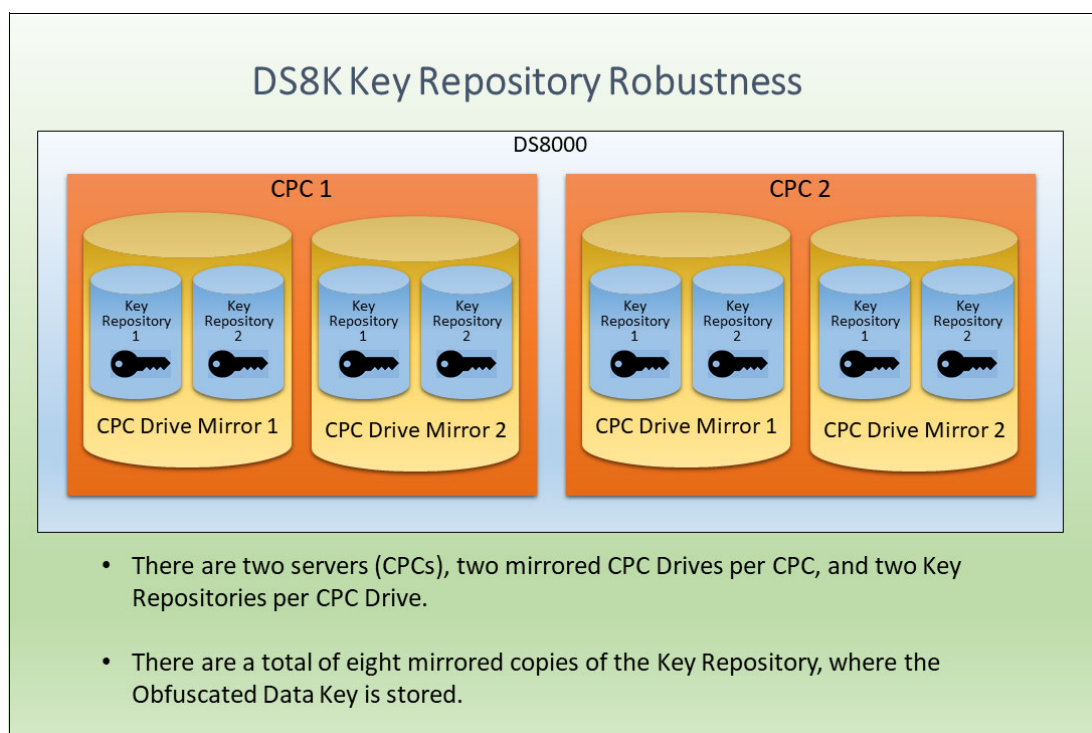 DS8K Key Repository Robustness
DS8000
CPC 1
Key
Repository
1
Key
Repository
2
CPC Drive Mirror 1
Key
Repository
1
Key
Repository
2
CPC Drive Mirror 2
CPC 2
Key
Repository
1
Key
Repository
2
CPC Drive Mirror 1
Key
Repository
1
Key
Repository
2
CPC Drive Mirror 2
• There are two servers (CPCs), two mirrored CPC Drives per CPC, and two Key
Repositories per CPC Drive.
• There are a total of eight mirrored copies of the Key Repository, where the
Obfuscated Data Key is stored.